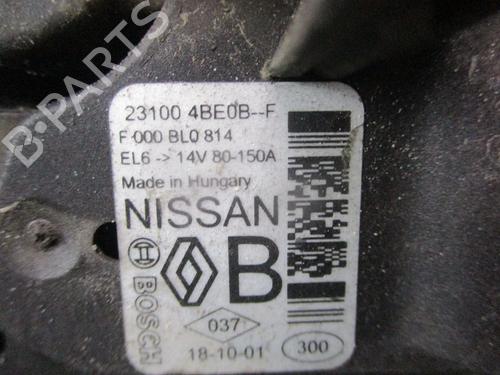 23100 4BE0B--F
F 000 BL0 814
EL6 -> 14V 80-150A
Made in Hungary
NISSAN
BOSCH
B
037
18-10-01
300
B-PARTS